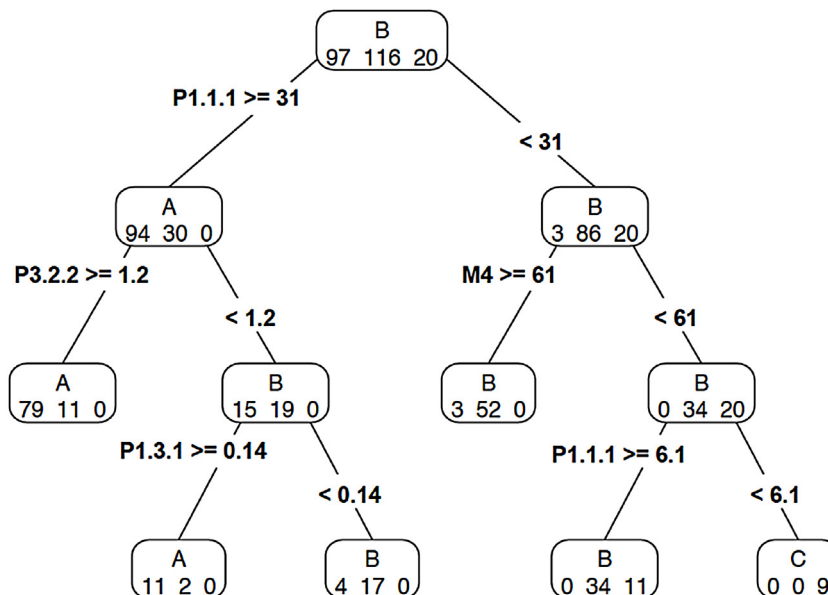 B
97 116 20
P1.1.1 >= 31
< 31
A
94 30 0
B
3 86 20
P3.2.2 >= 1.2
< 1.2
M4 >= 61
< 61
A
79 11 0
B
15 19 0
B
3 52 0
B
0 34 20
P1.3.1 >= 0.14
< 0.14
P1.1.1 >= 6.1
< 6.1
A
11 2 0
B
4 17 0
B
0 34 11
C
0 0 9